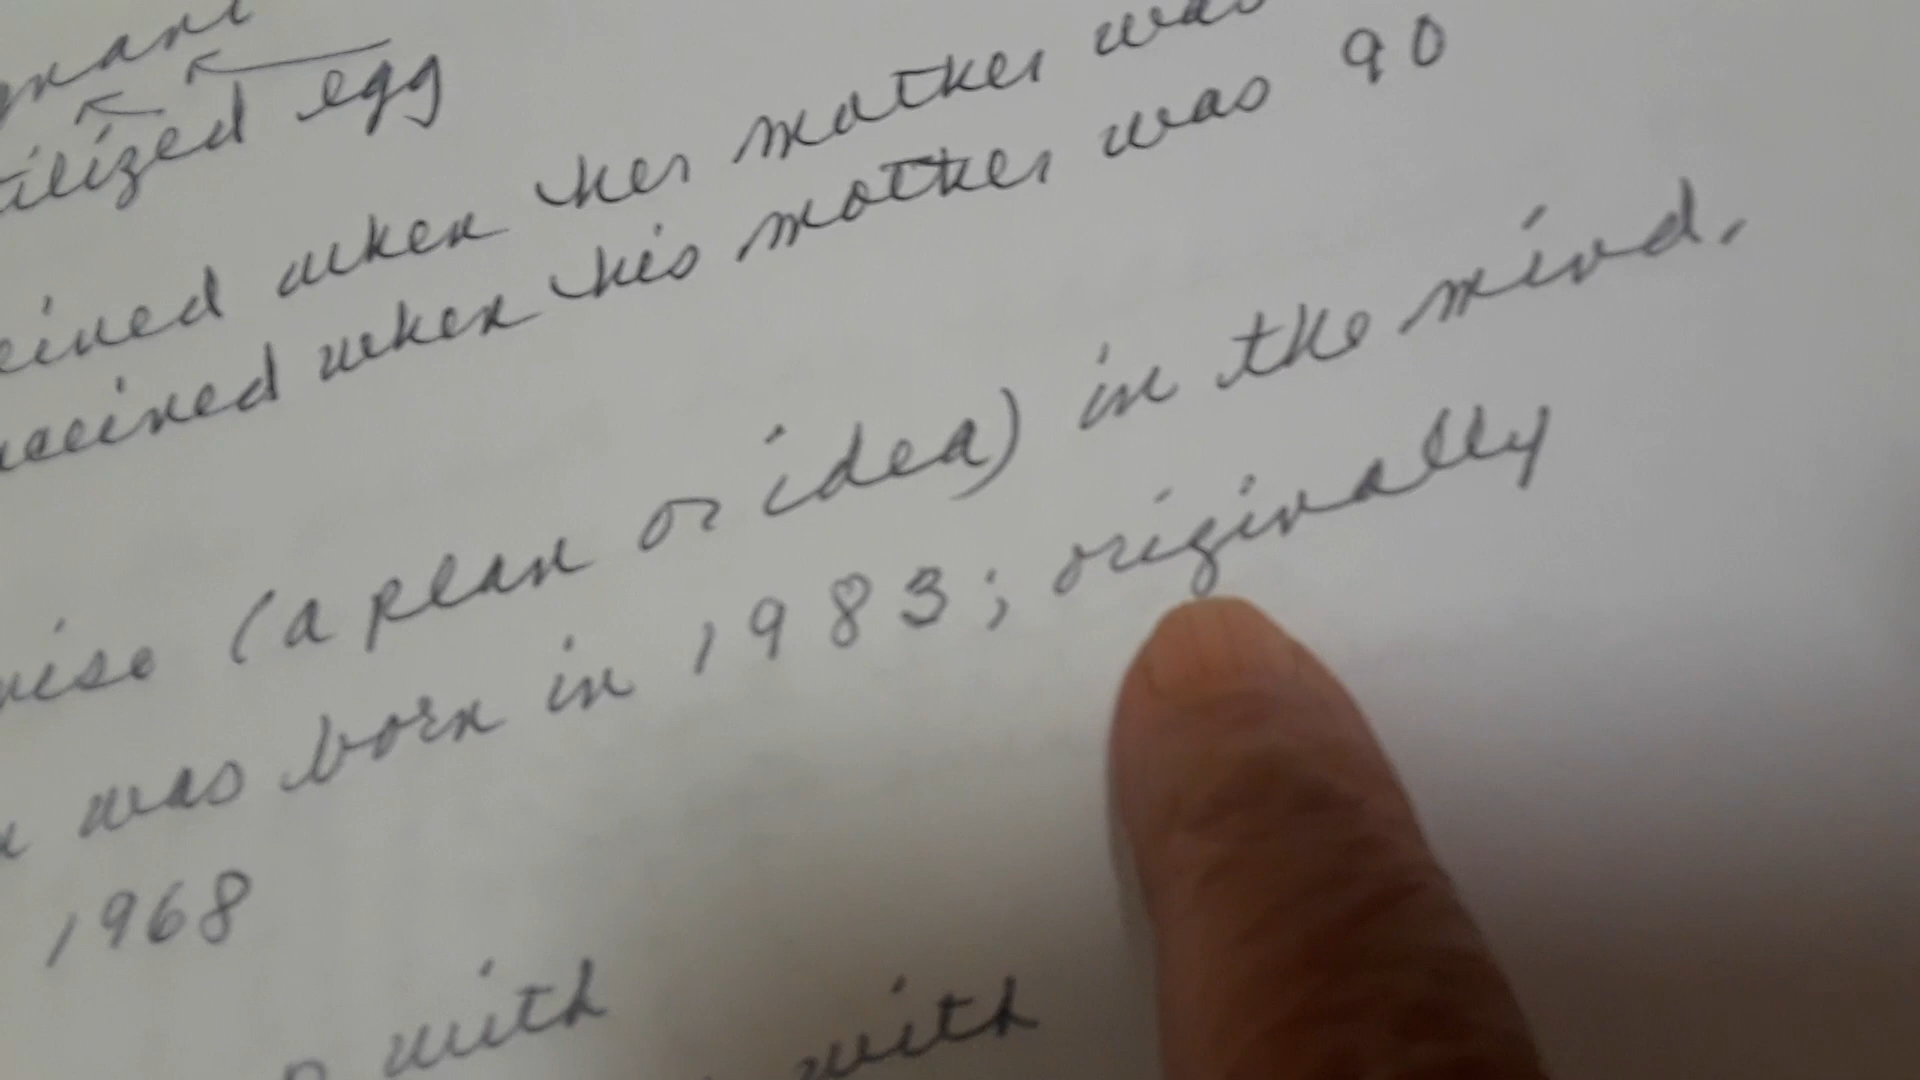 egg
when her mother was
when his mother was 90
(a plan or idea) in the mind.
was born in 1983; originally
1968
with
with